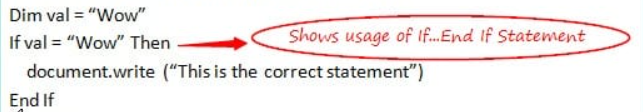 Dim val = “Wow”
If val = “Wow” Then
Shows usage of If...End If Statement
document.write (“This is the correct statement”)
End If